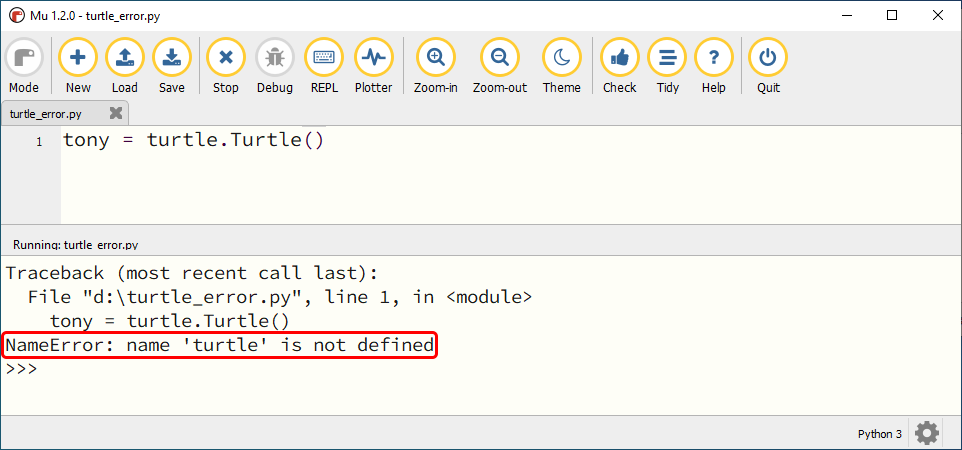 Mu 1.2.0 - turtle_error.py
Mode New Load Save Stop Debug REPL Plotter Zoom-in Zoom-out Theme Check Tidy Help Quit
turtle_error.py
1 tony = turtle.Turtle()
Running: turtle_error.py
Traceback (most recent call last):
  File "d:\turtle_error.py", line 1, in <module>
    tony = turtle.Turtle()
NameError: name 'turtle' is not defined
>>>
Python 3